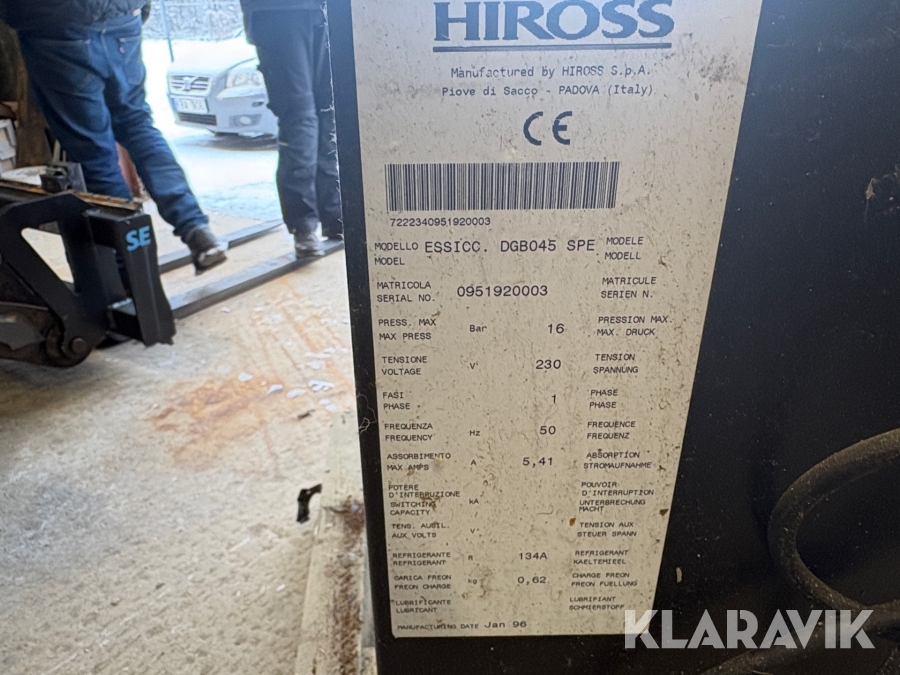 HIROSS
Manufactured by HIROSS S.p.A.
Piove di Sacco - PADOVA (Italy)
CE
7222340951920003
MODELLO ESSICC. DGB045 SPE MODELE
MODEL MODELL
MATRICOLA 0951920003 MATRICULE
SERIAL NO. SERIEN N.
PRESS. MAX Bar 16 PRESSION MAX.
MAX PRESS MAX. DRUCK
TENSIONE V' 230 TENSION
VOLTAGE SPANNUNG
FASI 1 PHASE
PHASE PHASE
FREQUENZA Hz 50 FREQUENCE
FREQUENCY FREQUENZ
ASSORBIMENTO A 5,41 ABSORPTION
MAX AMPS STROMAUFNAHME
POTERE POUVOIR
D'INTERRUZIONE kA D'INTERRUPTION
SWITCHING UNTERBRECHUNG
CAPACITY MACHT
TENS. AUSIL. V' TENSION AUX
AUX VOLTS STEUER SPANN
REFRIGERANTE R 134A REFRIGERANT
REFRIGERANT KAELTEMIEEL
CARICA FREON kg 0,62 CHARGE FREON
FREON CHARGE FREON FUELLUNG
LUBRIFICANTE LUBRIFIANT
LUBRICANT SCHMIERSTOFF
MANUFACTURING DATE Jan 96
SE
KLARAVIK